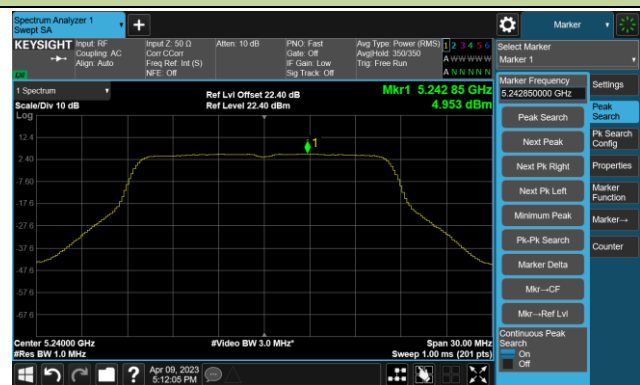 Spectrum Analyzer 1
Swept SA
Marker
KEYSIGHT
Input: RF
Coupling: AC
Align: Auto
Input Z: 50 Ω
Corr CCorr
Freq Ref: Int (S)
NFE: Off
Atten: 10 dB
PNO: Fast
Gate: Off
IF Gain: Low
Sig Track: Off
Avg Type: Power (RMS)
Avg|Hold: 350/350
Trig: Free Run
1 2 3 4 5 6
A W W W W W
A N N N N N
LW
1 Spectrum
Scale/Div 10 dB
Log
Ref Lvl Offset 22.40 dB
Ref Level 22.40 dBm
Mkr1 5.242 85 GHz
4.953 dBm
1
12.4
2.40
-7.60
-17.6
-27.6
-37.6
-47.6
-57.6
-67.6
Center 5.24000 GHz
#Res BW 1.0 MHz
#Video BW 3.0 MHz*
Span 30.00 MHz
Sweep 1.00 ms (201 pts)
Apr 09, 2023
5:12:05 PM
Select Marker
Marker 1
Marker Frequency
5.242850000 GHz
Peak Search
Next Peak
Next Pk Right
Next Pk Left
Minimum Peak
Pk-Pk Search
Marker Delta
Mkr→CF
Mkr→Ref Lvl
Continuous Peak
Search
On
Off
Settings
Peak
Search
Pk Search
Config
Properties
Marker
Function
Marker→
Counter